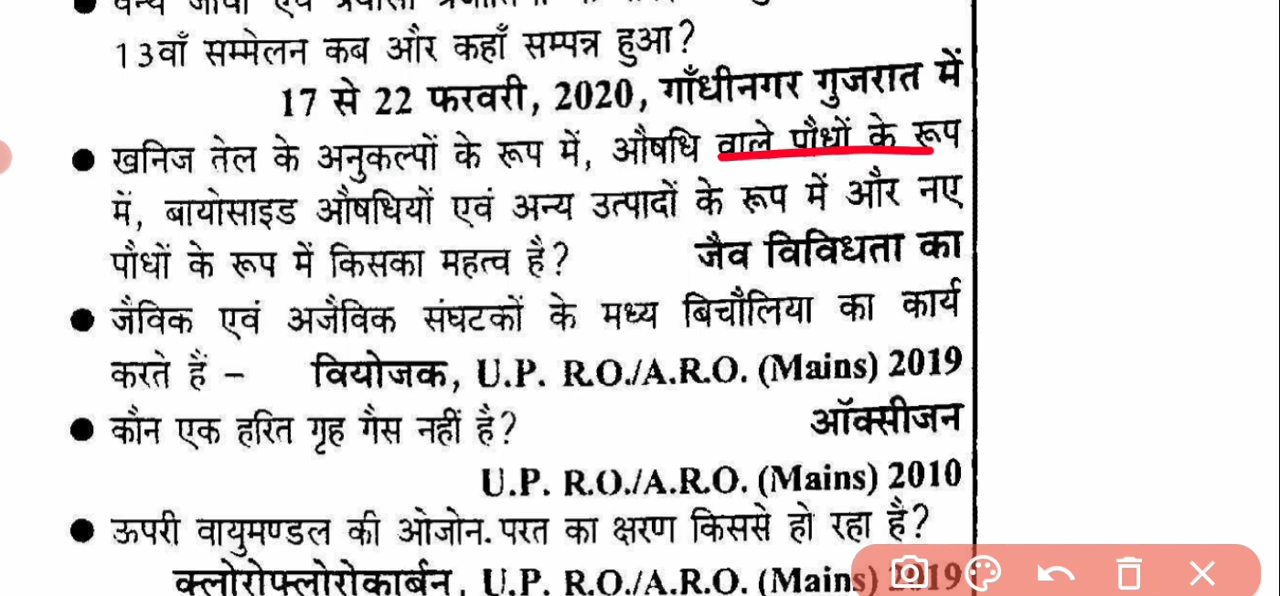 13वाँ सम्मेलन कब और कहाँ सम्पन्न हुआ?
17 से 22 फरवरी, 2020, गाँधीनगर गुजरात में
● खनिज तेल के अनुकल्पों के रूप में, औषधि वाले पौधों के रूप
में, बायोसाइड औषधियों एवं अन्य उत्पादों के रूप में और नए
पौधों के रूप में किसका महत्व है? जैव विविधता का
● जैविक एवं अजैविक संघटकों के मध्य बिचौलिया का कार्य
करते हैं – वियोजक, U.P. R.O./A.R.O. (Mains) 2019
● कौन एक हरित गृह गैस नहीं है? ऑक्सीजन
U.P. R.O./A.R.O. (Mains) 2010
● ऊपरी वायुमण्डल की ओजोन. परत का क्षरण किससे हो रहा है?
क्लोरोफ्लोरोकार्बन, U.P. R.O./A.R.O. (Mains) 2019